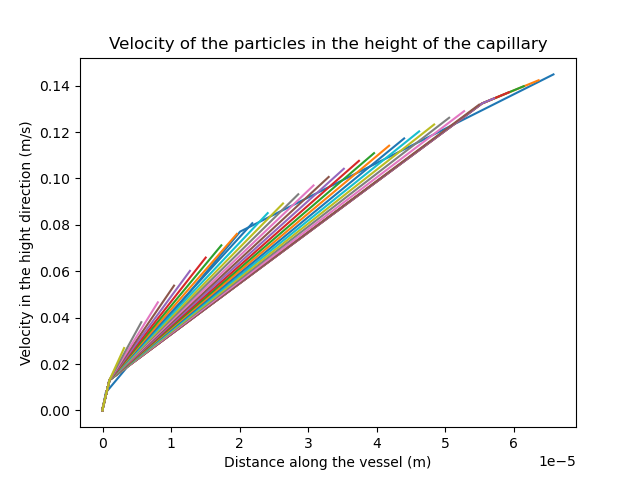 Velocity of the particles in the height of the capillary
Velocity in the hight direction (m/s)
0.14
0.12
0.10
0.08
0.06
0.04
0.02
0.00
0 1 2 3 4 5 6
1e−5
Distance along the vessel (m)